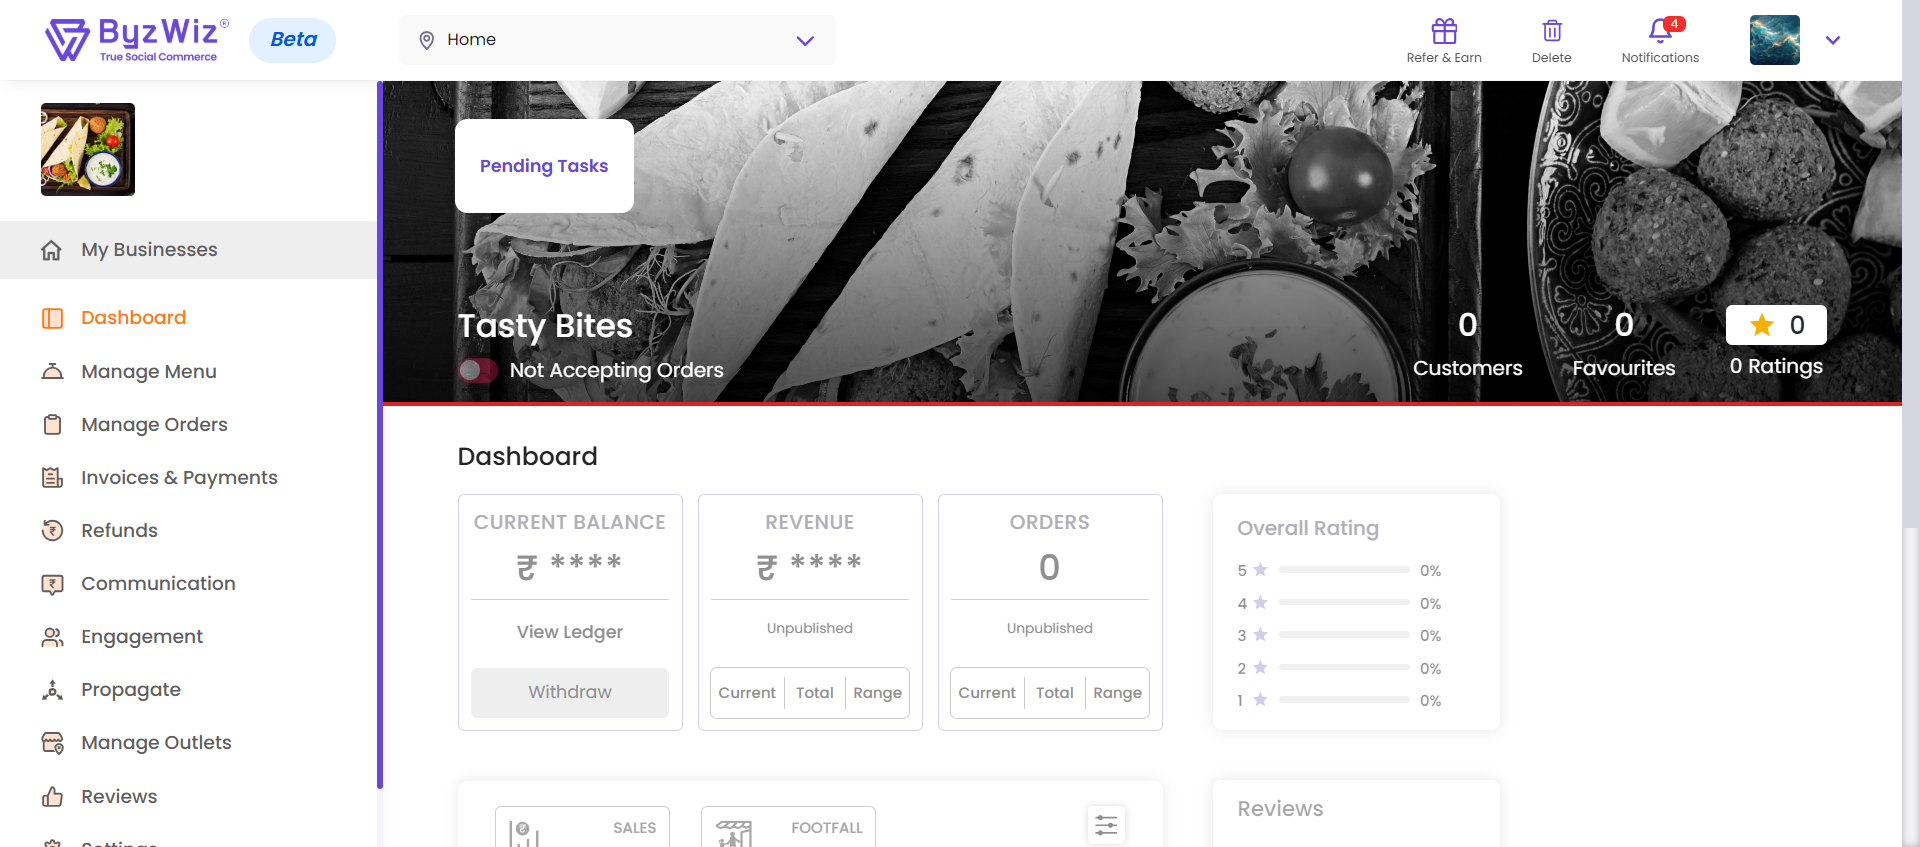 ByzWiz®
True Social Commerce
Beta
Home
Refer & Earn
Delete
4
Notifications
My Businesses
Dashboard
Manage Menu
Manage Orders
Invoices & Payments
Refunds
Communication
Engagement
Propagate
Manage Outlets
Reviews
Settings
Pending Tasks
Tasty Bites
Not Accepting Orders
0
Customers
0
Favourites
0
0 Ratings
Dashboard
CURRENT BALANCE
₹ ****
View Ledger
Withdraw
REVENUE
₹ ****
Unpublished
Current Total Range
ORDERS
0
Unpublished
Current Total Range
Overall Rating
5 0%
4 0%
3 0%
2 0%
1 0%
SALES
FOOTFALL
Reviews